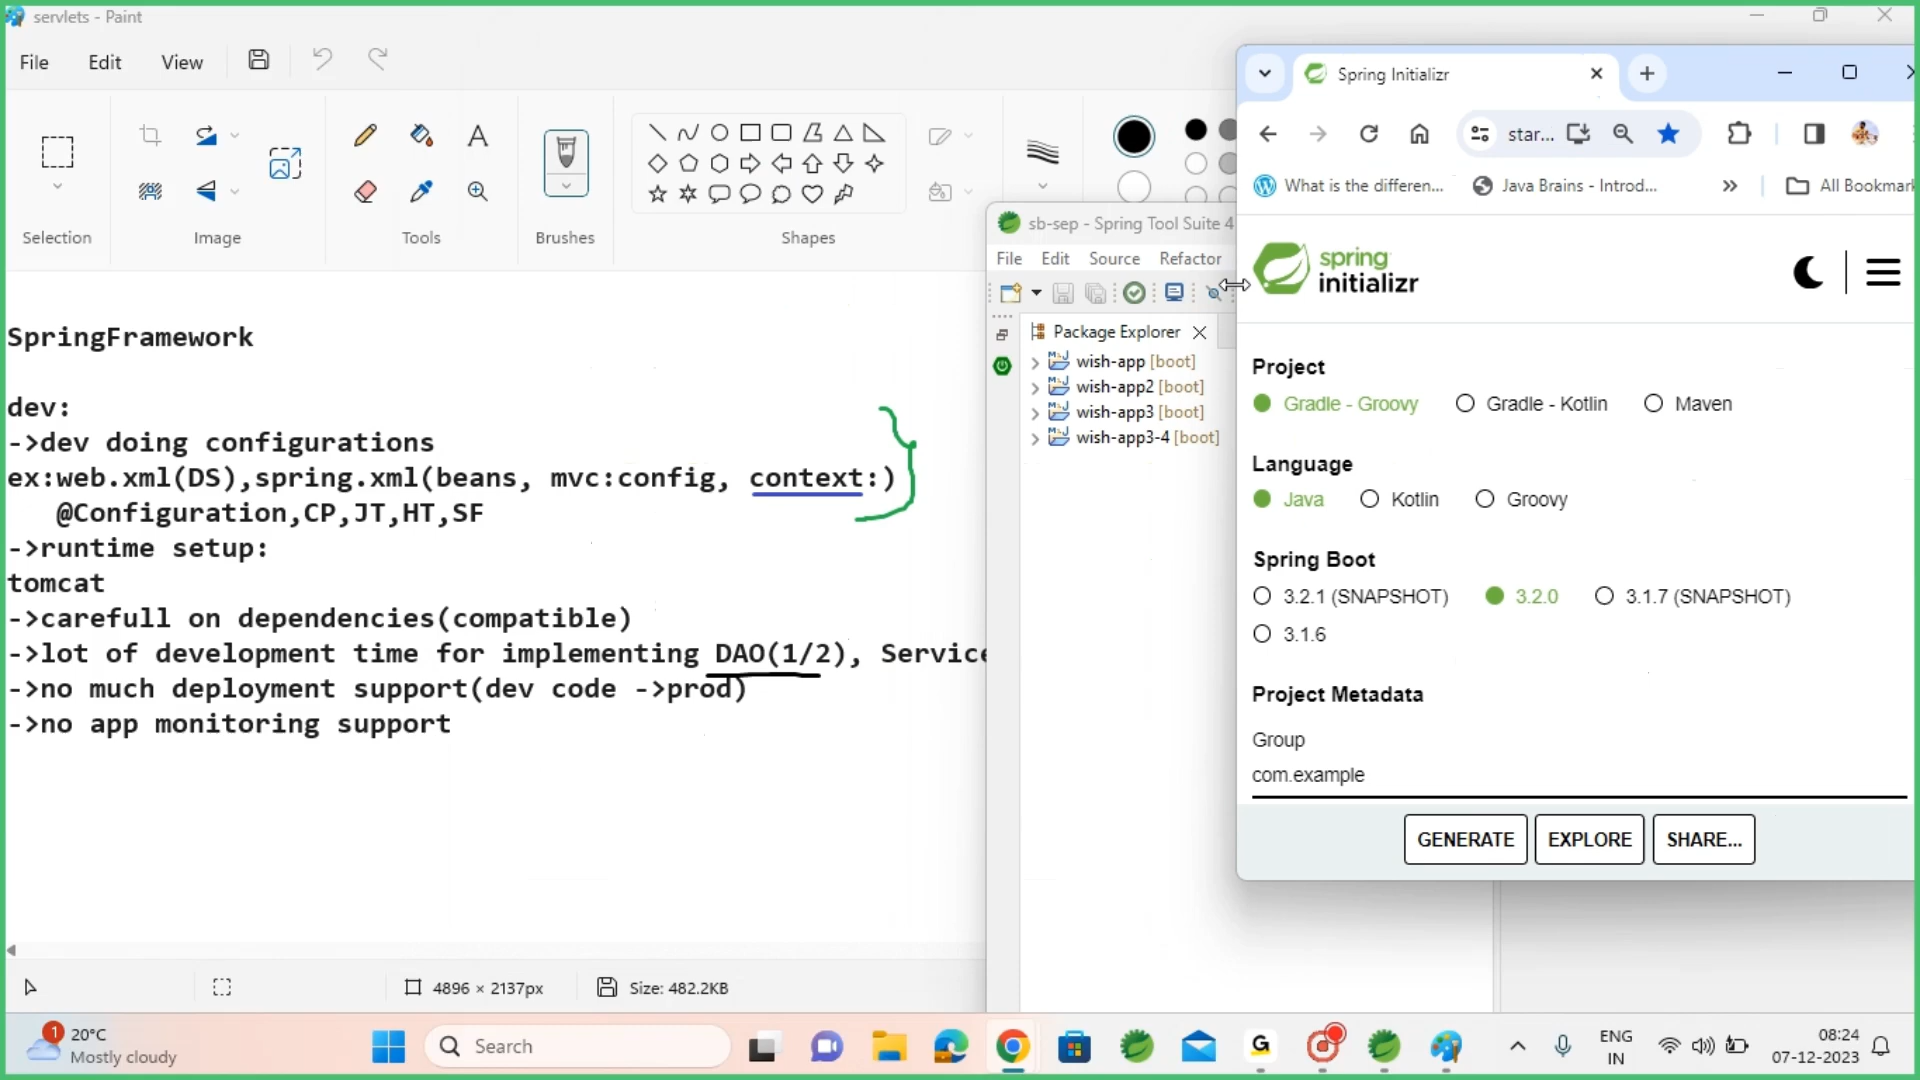 servlets - Paint
File
Edit
View
Selection
Image
Tools
Brushes
Shapes
SpringFramework
dev:
->dev doing configurations
ex:web.xml(DS),spring.xml(beans, mvc:config, context:)
@Configuration,CP,JT,HT,SF
->runtime setup:
tomcat
->carefull on dependencies(compatible)
->lot of development time for implementing DAO(1/2), Service
->no much deployment support(dev code ->prod)
->no app monitoring support
4896 × 2137px
Size: 482.2KB
sb-sep - Spring Tool Suite 4
File
Edit
Source
Refactor
Package Explorer
wish-app [boot]
wish-app2 [boot]
wish-app3 [boot]
wish-app3-4 [boot]
Spring Initializr
star...
What is the differen...
Java Brains - Introd...
»
All Bookmark
spring
initializr
Project
Gradle - Groovy
Gradle - Kotlin
Maven
Language
Java
Kotlin
Groovy
Spring Boot
3.2.1 (SNAPSHOT)
3.2.0
3.1.7 (SNAPSHOT)
3.1.6
Project Metadata
Group
com.example
GENERATE
EXPLORE
SHARE...
1
20°C
Mostly cloudy
Search
G
ENG
IN
08:24
07-12-2023